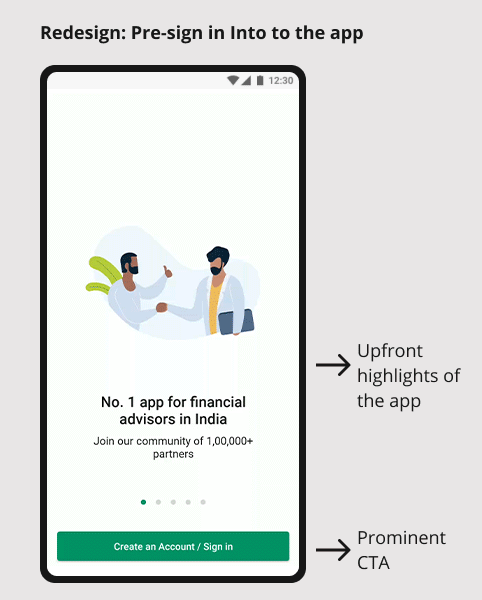 Redesign: Pre-sign in Into to the app
12:30
No. 1 app for financial
advisors in India
Join our community of 1,00,000+
partners
Create an Account / Sign in
Upfront
highlights of
the app
Prominent
CTA